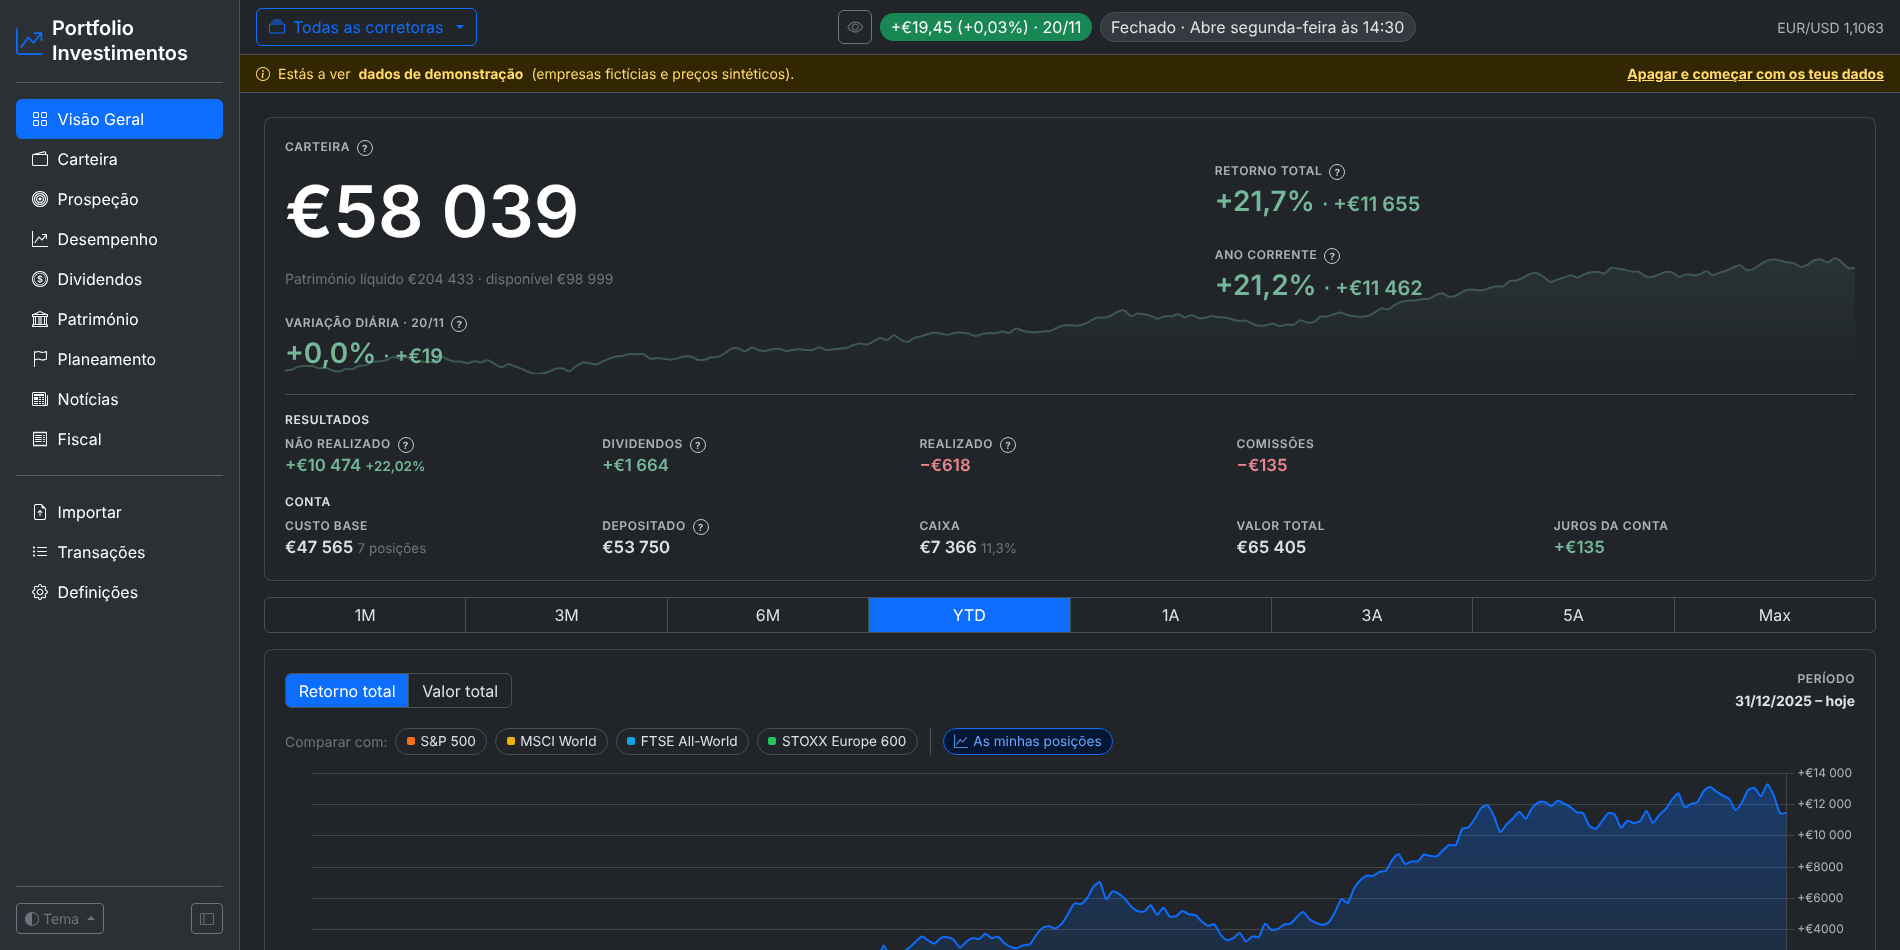 Portfolio
Investimentos
Visão Geral
Carteira
Prospeção
Desempenho
Dividendos
Património
Planeamento
Notícias
Fiscal
Importar
Transações
Definições
Tema
Todas as corretoras
+€19,45 (+0,03%) · 20/11
Fechado · Abre segunda-feira às 14:30
EUR/USD 1,1063
Estás a ver dados de demonstração (empresas fictícias e preços sintéticos).
Apagar e começar com os teus dados
CARTEIRA ?
€58 039
Património líquido €204 433 · disponível €98 999
VARIAÇÃO DIÁRIA · 20/11 ?
+0,0% · +€19
RETORNO TOTAL ?
+21,7% · +€11 655
ANO CORRENTE ?
+21,2% · +€11 462
RESULTADOS
NÃO REALIZADO ?
+€10 474 +22,02%
DIVIDENDOS ?
+€1 664
REALIZADO ?
−€618
COMISSÕES
−€135
CONTA
CUSTO BASE
€47 565 7 posições
DEPOSITADO ?
€53 750
CAIXA
€7 366 11,3%
VALOR TOTAL
€65 405
JUROS DA CONTA
+€135
1M 3M 6M YTD 1A 3A 5A Max
Retorno total Valor total
PERÍODO
31/12/2025 – hoje
Comparar com: S&P 500 MSCI World FTSE All-World STOXX Europe 600 As minhas posições
+€14 000
+€12 000
+€10 000
+€8000
+€6000
+€4000